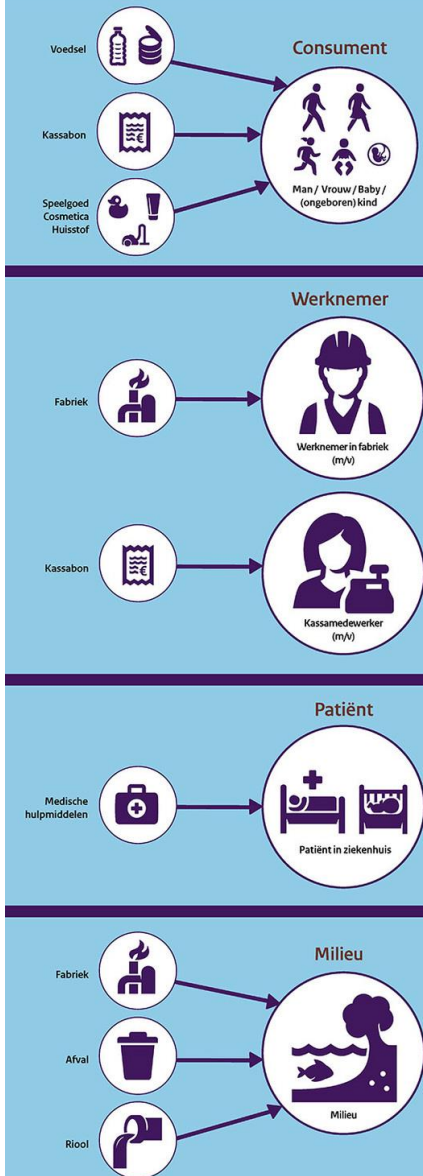 Consument
Voedsel
Kassabon
Speelgoed
Cosmetica
Huisstof
Man / Vrouw / Baby /
(ongeboren) kind
Werknemer
Fabriek
Werknemer in fabriek
(m/v)
Kassabon
Kassamedewerker
(m/v)
Patiënt
Medische
hulpmiddelen
Patiënt in ziekenhuis
Milieu
Fabriek
Afval
Riool
Milieu